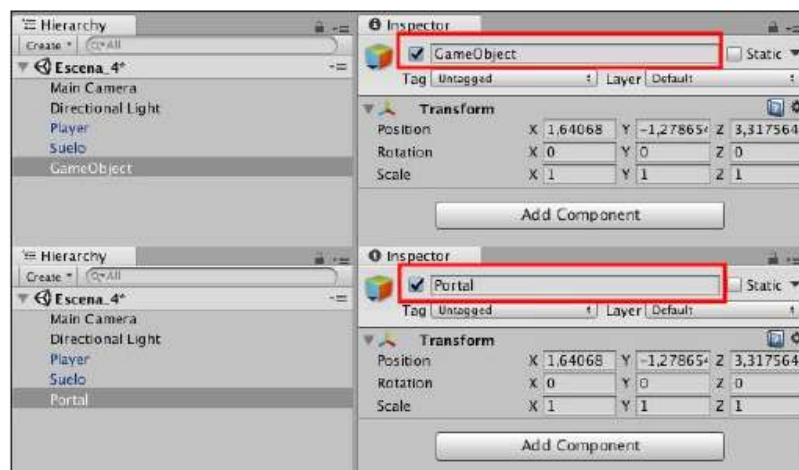 Hierarchy
Create All
Escena_4*
Main Camera
Directional Light
Player
Suelo
GameObject
Inspector
GameObject Static
Tag Untagged Layer Default
Transform
Position X 1,64068 Y -1,278654 Z 3,317564
Rotation X 0 Y 0 Z 0
Scale X 1 Y 1 Z 1
Add Component
Hierarchy
Create All
Escena_4*
Main Camera
Directional Light
Player
Suelo
Portal
Inspector
Portal Static
Tag Untagged Layer Default
Transform
Position X 1,64068 Y -1,278654 Z 3,317564
Rotation X 0 Y 0 Z 0
Scale X 1 Y 1 Z 1
Add Component